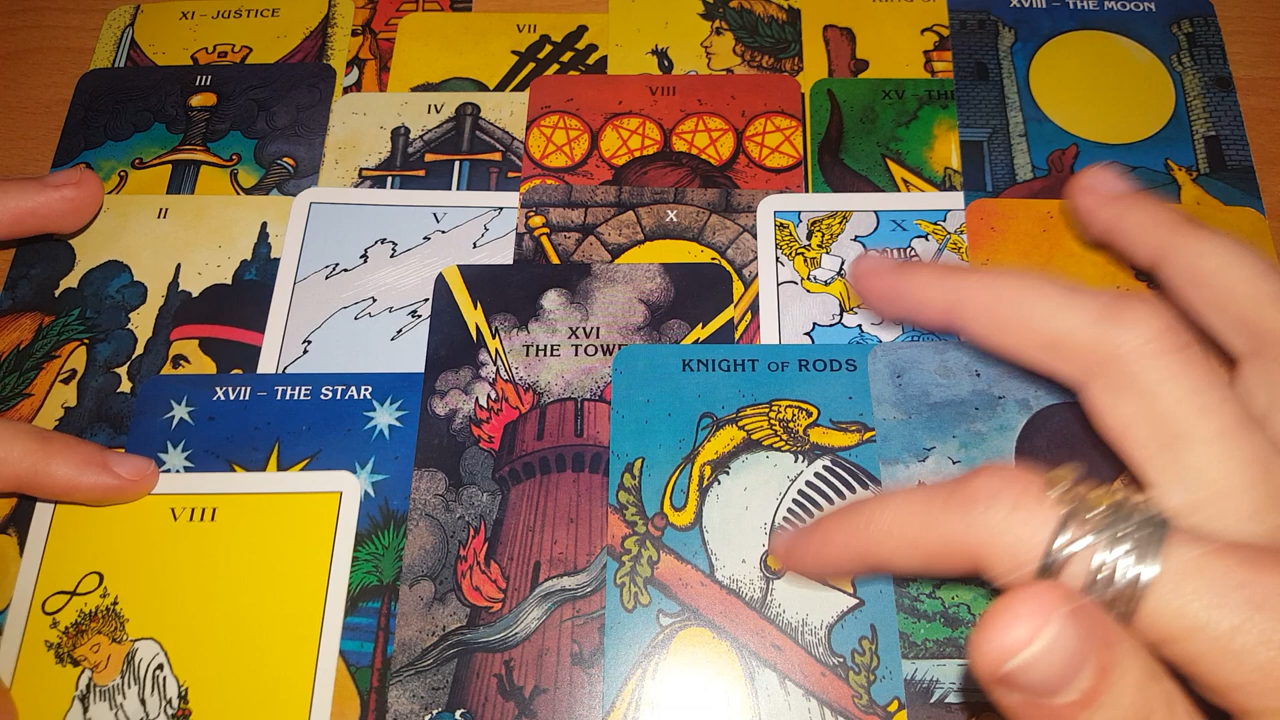 XI – JUSTICE
VII
XVIII – THE MOON
III
IV
VIII
XV – THE
II
V
X
X
XVI
THE TOWE
XVII – THE STAR
KNIGHT OF RODS
VIII